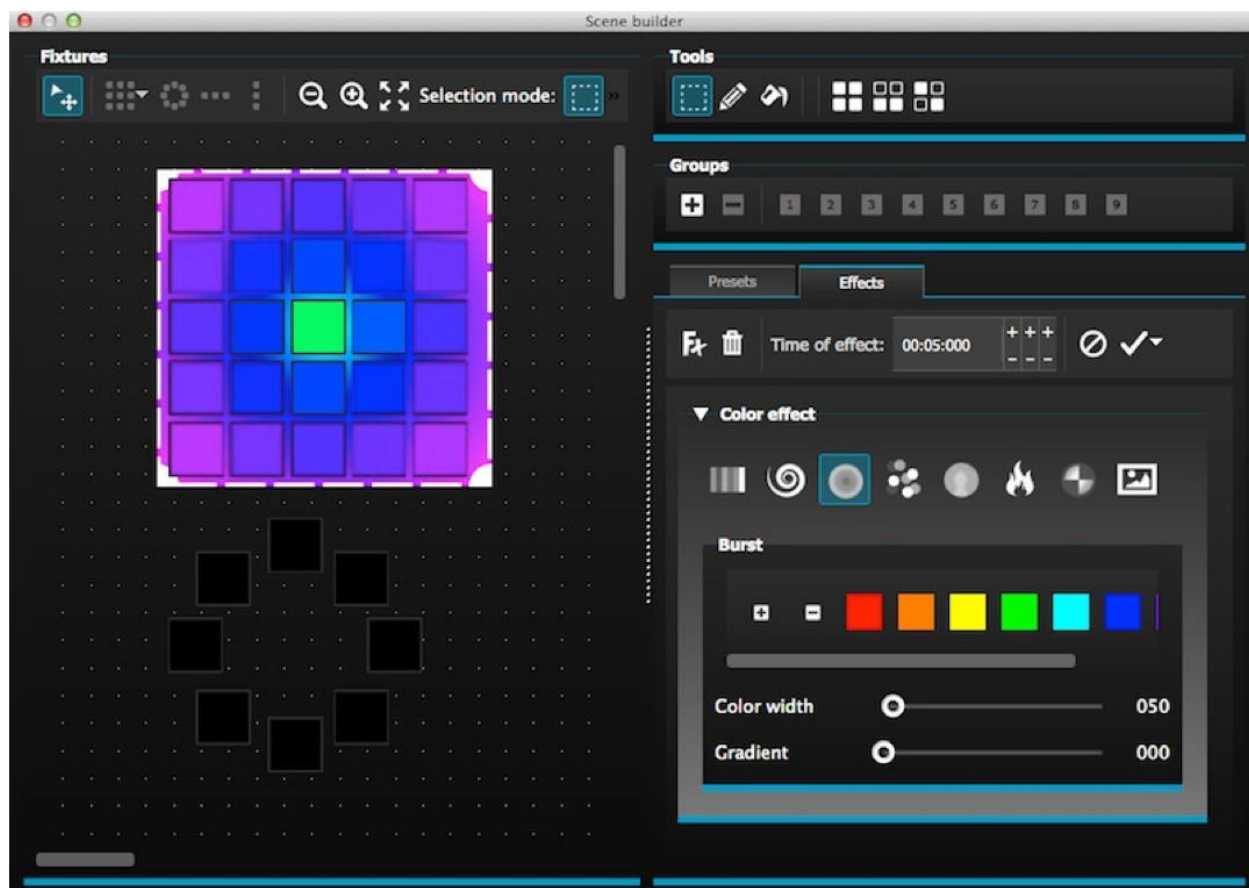 Scene builder
Fixtures
Selection mode:
»
Tools
Groups
1 2 3 4 5 6 7 8 9
Presets
Effects
Fx
Time of effect: 00:05:000
+ + +
- - -
Color effect
Burst
Color width 050
Gradient 000